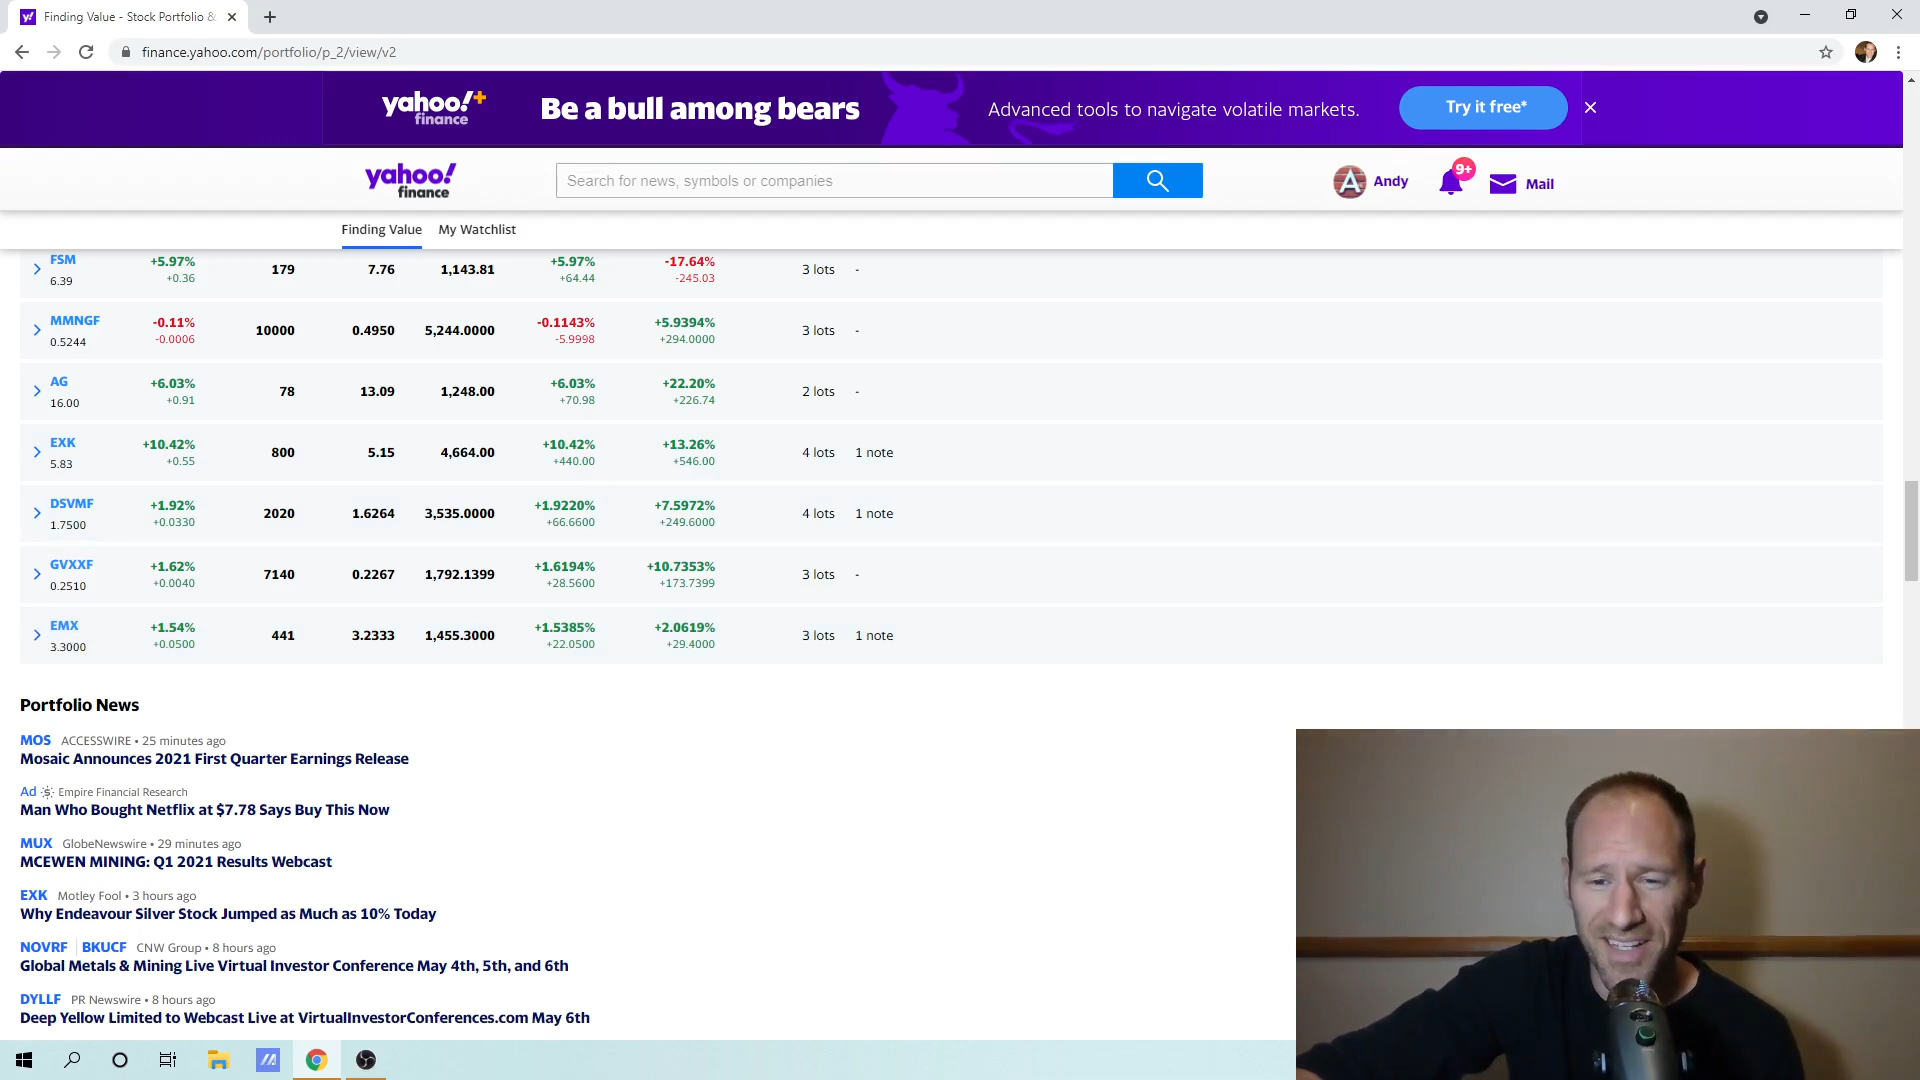 Finding Value - Stock Portfolio &
finance.yahoo.com/portfolio/p_2/view/v2
yahoo!+ finance
Be a bull among bears
Advanced tools to navigate volatile markets.
Try it free*
yahoo! finance
Search for news, symbols or companies
A
Andy
9+
Mail
Finding Value My Watchlist
FSM +5.97% 179 7.76 1,143.81 +5.97% -17.64% 3 lots -
6.39 +0.36 +64.44 -245.03
MMNGF -0.11% 10000 0.4950 5,244.0000 -0.1143% +5.9394% 3 lots -
0.5244 -0.0006 -5.9998 +294.0000
AG +6.03% 78 13.09 1,248.00 +6.03% +22.20% 2 lots -
16.00 +0.91 +70.98 +226.74
EXK +10.42% 800 5.15 4,664.00 +10.42% +13.26% 4 lots 1 note
5.83 +0.55 +440.00 +546.00
DSVMF +1.92% 2020 1.6264 3,535.0000 +1.9220% +7.5972% 4 lots 1 note
1.7500 +0.0330 +66.6600 +249.6000
GVXXF +1.62% 7140 0.2267 1,792.1399 +1.6194% +10.7353% 3 lots -
0.2510 +0.0040 +28.5600 +173.7399
EMX +1.54% 441 3.2333 1,455.3000 +1.5385% +2.0619% 3 lots 1 note
3.3000 +0.0500 +22.0500 +29.4000
Portfolio News
MOS ACCESSWIRE • 25 minutes ago
Mosaic Announces 2021 First Quarter Earnings Release
Ad Empire Financial Research
Man Who Bought Netflix at $7.78 Says Buy This Now
MUX GlobeNewswire • 29 minutes ago
MCEWEN MINING: Q1 2021 Results Webcast
EXK Motley Fool • 3 hours ago
Why Endeavour Silver Stock Jumped as Much as 10% Today
NOVRF BKUCF CNW Group • 8 hours ago
Global Metals & Mining Live Virtual Investor Conference May 4th, 5th, and 6th
DYLLF PR Newswire • 8 hours ago
Deep Yellow Limited to Webcast Live at VirtualInvestorConferences.com May 6th